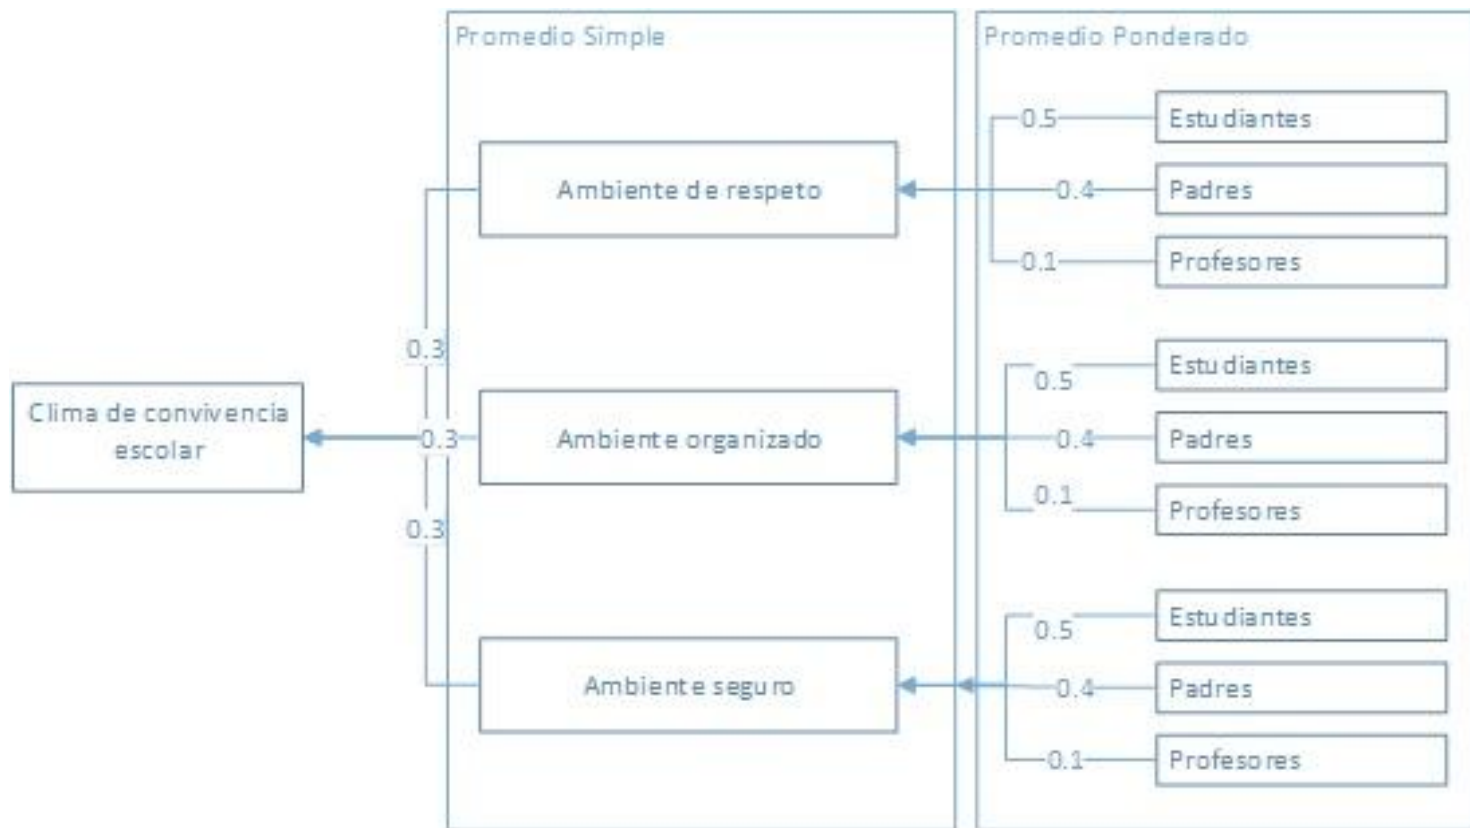 Promedio Simple
Promedio Ponderado
0.5
Estudiantes
Ambiente de respeto
0.4
Padres
0.1
Profesores
0.3
0.5
Estudiantes
Clima de convivencia
escolar
0.3
Ambiente organizado
0.4
Padres
0.1
Profesores
0.3
0.5
Estudiantes
Ambiente seguro
0.4
Padres
0.1
Profesores